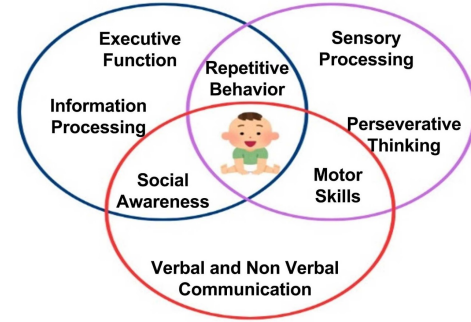 Executive
Function
Sensory
Processing
Repetitive
Behavior
Information
Processing
Perseverative
Thinking
Social
Awareness
Motor
Skills
Verbal and Non Verbal
Communication